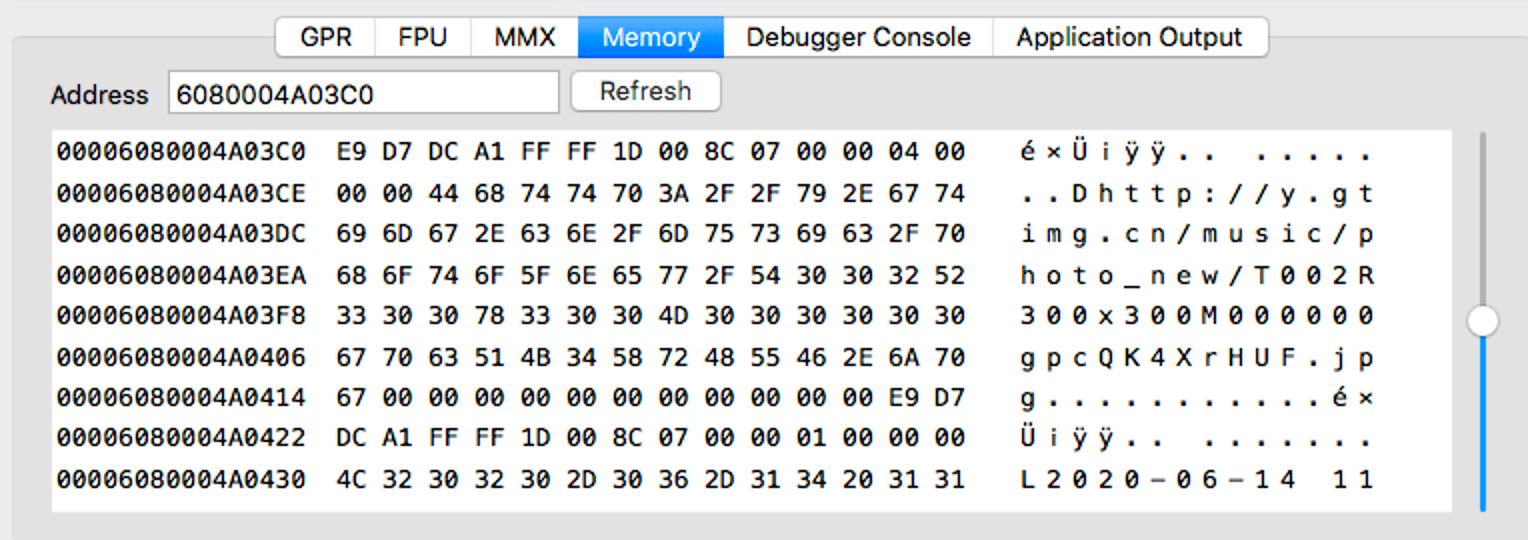 GPR FPU MMX Memory Debugger Console Application Output
Address 6080004A03C0 Refresh
00006080004A03C0 E9 D7 DC A1 FF FF 1D 00 8C 07 00 00 04 00 é×Üiÿÿ.. .....
00006080004A03CE 00 00 44 68 74 74 70 3A 2F 2F 79 2E 67 74 ..Dhttp://y.gt
00006080004A03DC 69 6D 67 2E 63 6E 2F 6D 75 73 69 63 2F 70 img.cn/music/p
00006080004A03EA 68 6F 74 6F 5F 6E 65 77 2F 54 30 30 32 52 hoto_new/T002R
00006080004A03F8 33 30 30 78 33 30 30 4D 30 30 30 30 30 30 300x300M000000
00006080004A0406 67 70 63 51 4B 34 58 72 48 55 46 2E 6A 70 gpcQK4XrHUF.jp
00006080004A0414 67 00 00 00 00 00 00 00 00 00 00 00 E9 D7 g...........é×
00006080004A0422 DC A1 FF FF 1D 00 8C 07 00 00 01 00 00 00 Üiÿÿ.. .......
00006080004A0430 4C 32 30 32 30 2D 30 36 2D 31 34 20 31 31 L2020-06-14 11